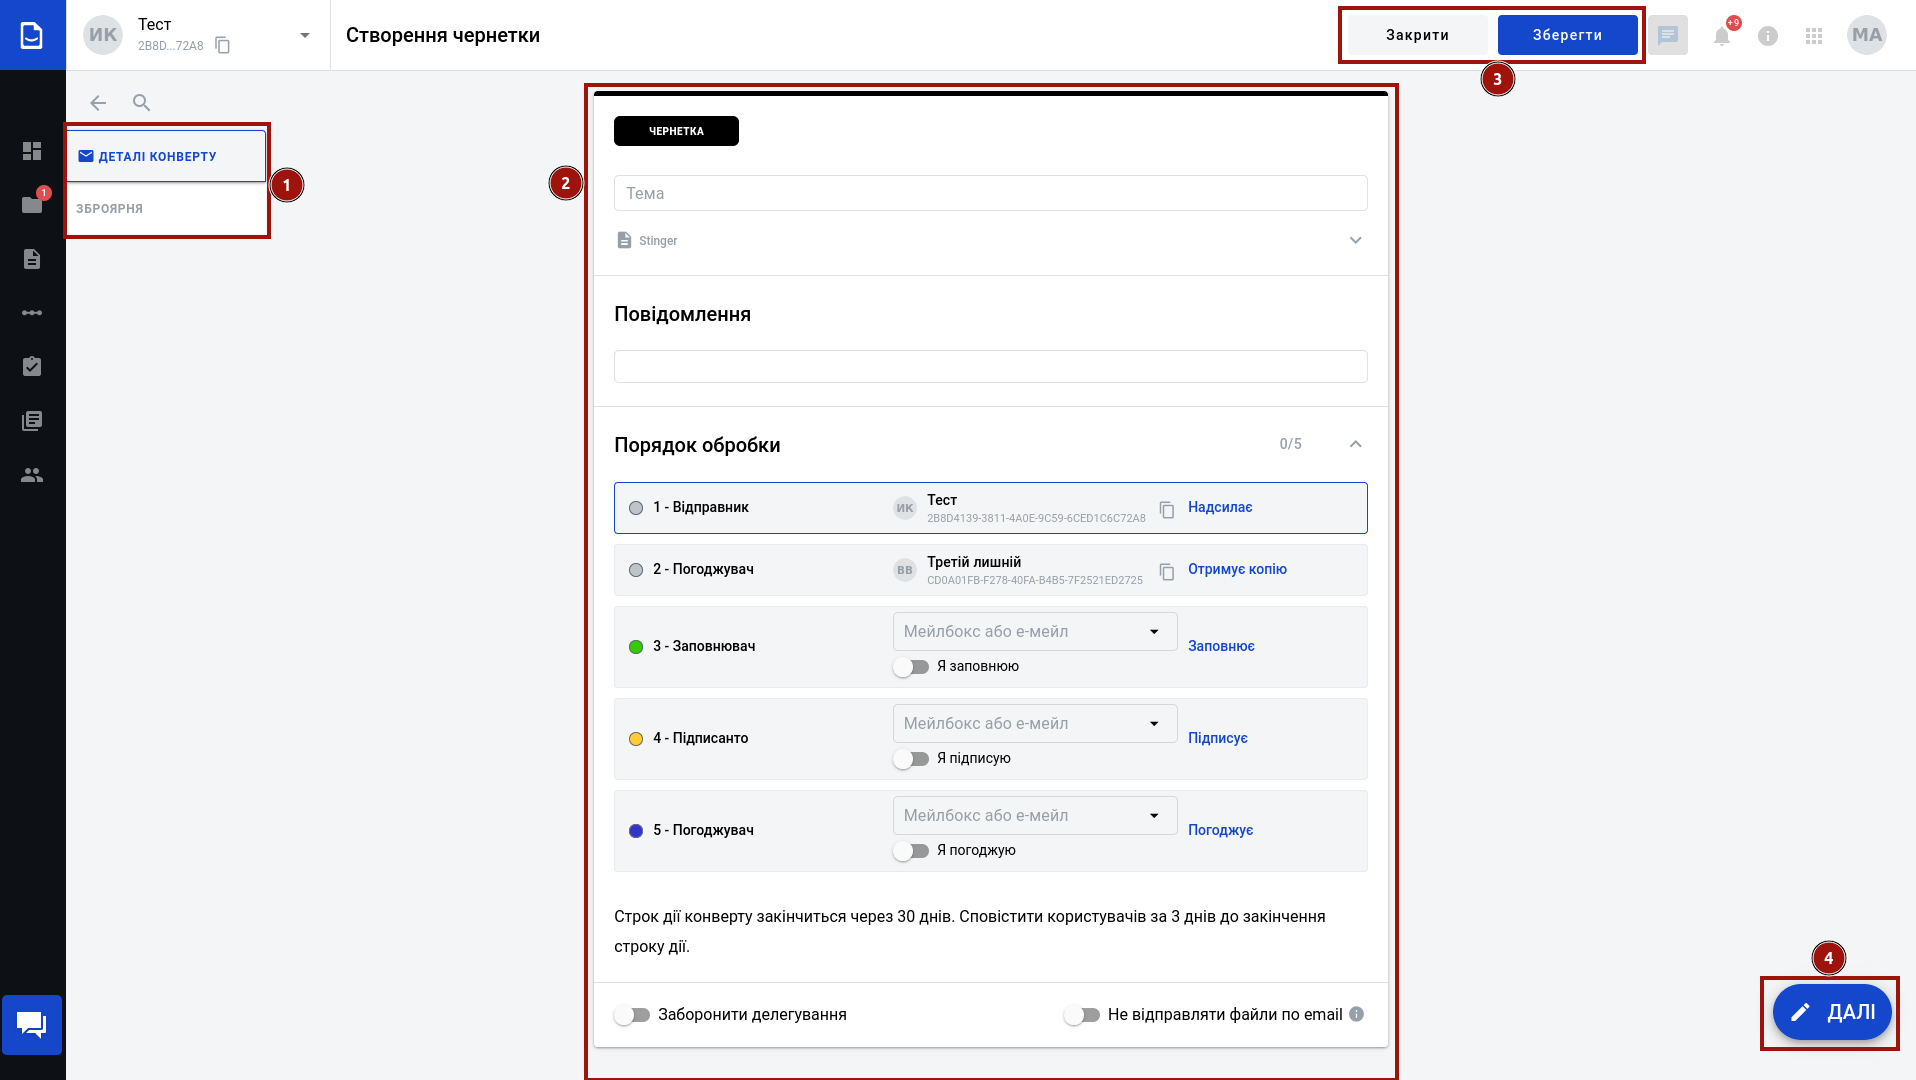 ИК
Тест
2B8D...72A8
Створення чернетки
Закрити
Зберегти
+9
МА
3
ДЕТАЛІ КОНВЕРТУ
ЗБРОЯРНЯ
1
1
2
ЧЕРНЕТКА
Тема
Stinger
Повідомлення
Порядок обробки
0/5
1 - Відправник
ИК
Тест
2B8D4139-3811-4A0E-9C59-6CED1C6C72A8
Надсилає
2 - Погоджувач
ВВ
Третій лишній
CD0A01FB-F278-40FA-B4B5-7F2521ED2725
Отримує копію
3 - Заповнювач
Мейлбокс або е-мейл
Я заповнюю
Заповнює
4 - Підписанто
Мейлбокс або е-мейл
Я підписую
Підписує
5 - Погоджувач
Мейлбокс або е-мейл
Я погоджую
Погоджує
Строк дії конверту закінчиться через 30 днів. Сповістити користувачів за 3 днів до закінчення
строку дії.
Заборонити делегування
Не відправляти файли по email
4
ДАЛІ